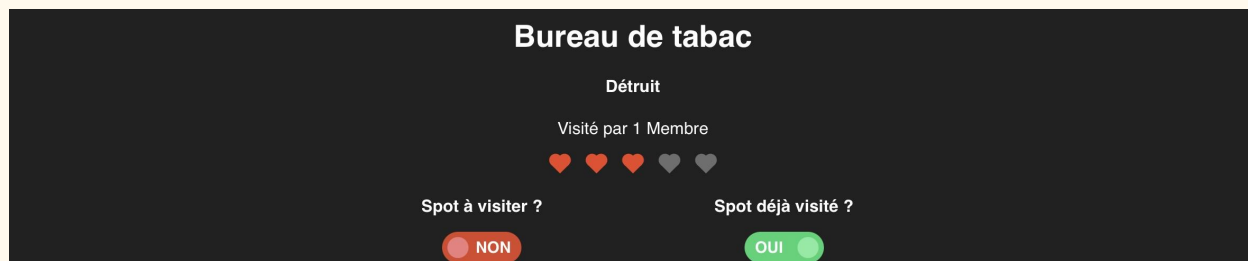 Bureau de tabac
Détruit
Visité par 1 Membre
Spot à visiter ? Spot déjà visité ?
NON OUI